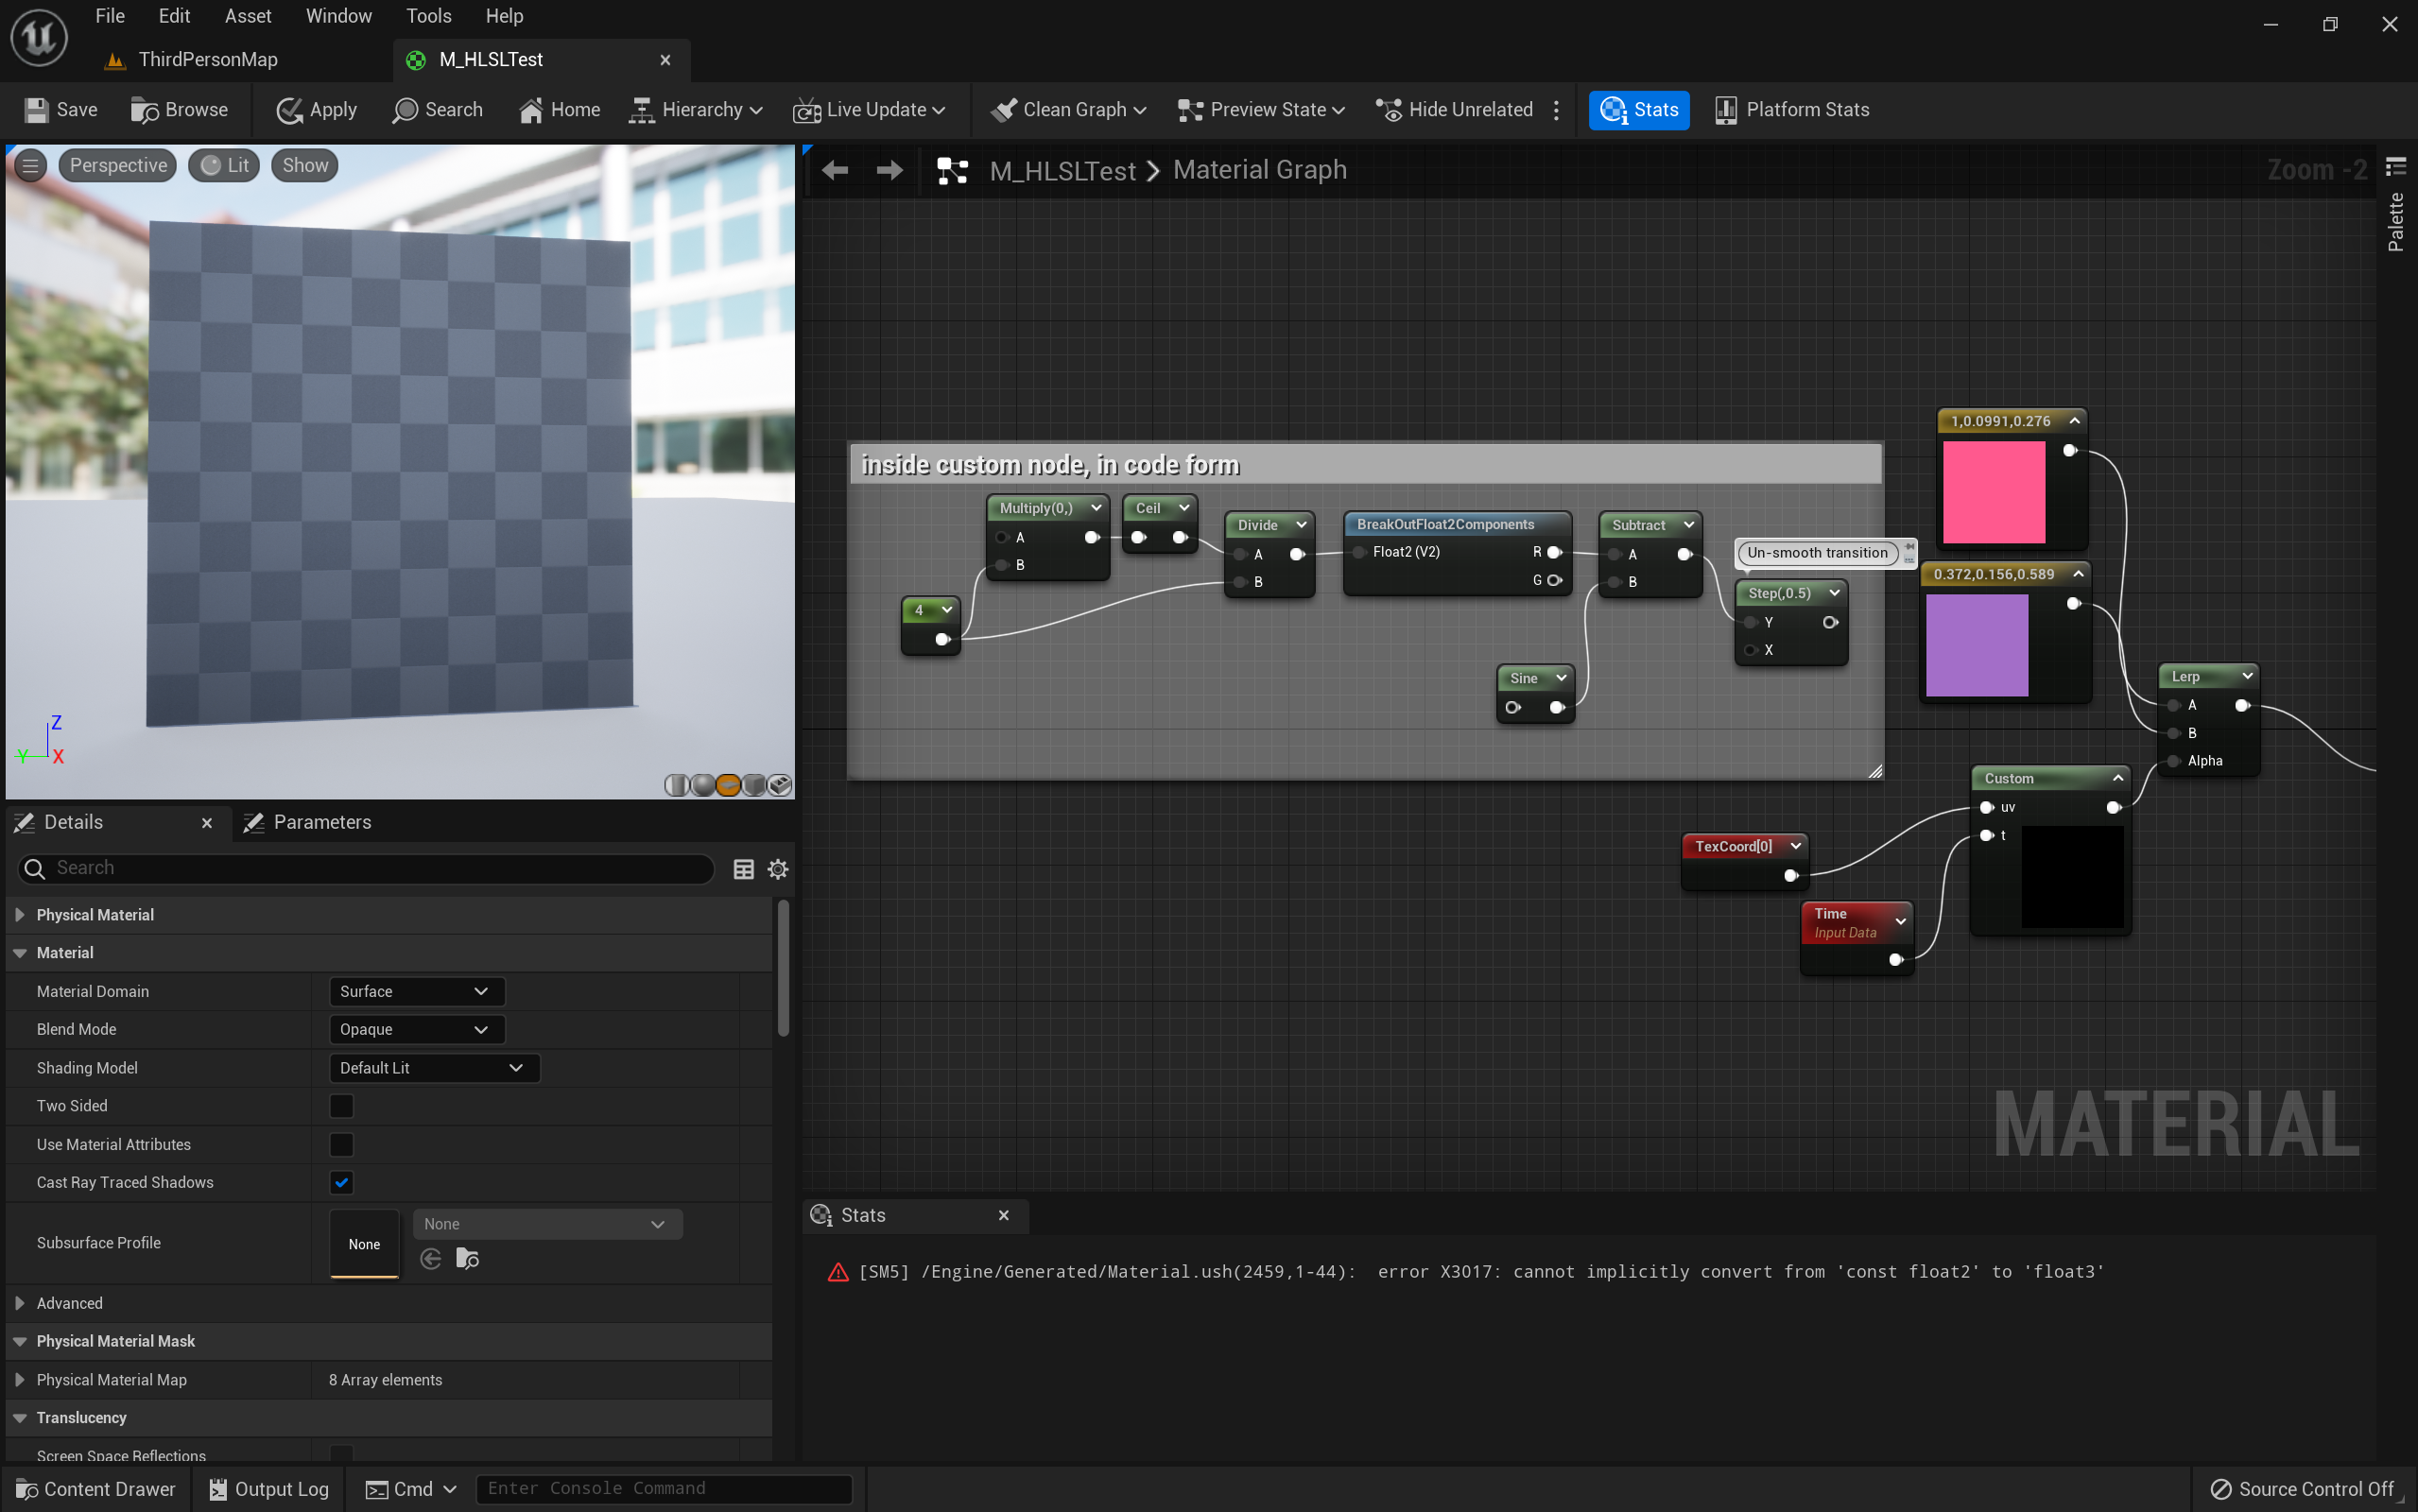 File Edit Asset Window Tools Help
ThirdPersonMap
M_HLSLTest
Save Browse Apply Search Home Hierarchy Live Update Clean Graph Preview State Hide Unrelated Stats Platform Stats
Perspective Lit Show
M_HLSLTest > Material Graph
Zoom -2
Palette
inside custom node, in code form
Multiply(0,)
A
B
Ceil
4
Divide
A
B
BreakOutFloat2Components
Float2 (V2)
R
G
Subtract
A
B
Sine
Un-smooth transition
Step(,0.5)
Y
X
1,0.0991,0.276
0.372,0.156,0.589
Lerp
A
B
Alpha
Custom
uv
t
TexCoord[0]
Time
Input Data
MATERIAL
Z
Y
X
Details
Parameters
Search
Physical Material
Material
Material Domain Surface
Blend Mode Opaque
Shading Model Default Lit
Two Sided
Use Material Attributes
Cast Ray Traced Shadows
Subsurface Profile None None
Advanced
Physical Material Mask
Physical Material Map 8 Array elements
Translucency
Screen Space Reflections
Stats
[SM5] /Engine/Generated/Material.ush(2459,1-44):  error X3017: cannot implicitly convert from 'const float2' to 'float3'
Content Drawer Output Log Cmd Enter Console Command
Source Control Off